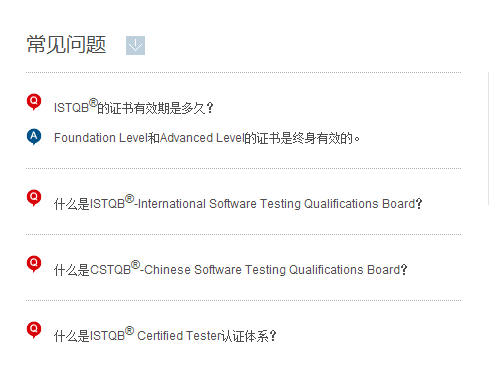 常见问题
Q ISTQB®的证书有效期是多久?
A Foundation Level和Advanced Level的证书是终身有效的。
Q 什么是ISTQB®-International Software Testing Qualifications Board?
Q 什么是CSTQB®-Chinese Software Testing Qualifications Board?
Q 什么是ISTQB® Certified Tester认证体系?